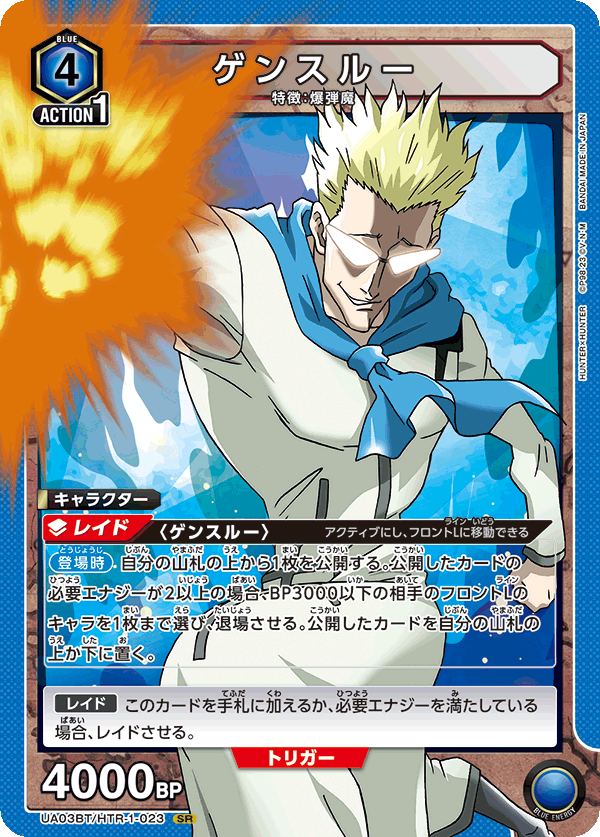 BLUE
4
ACTION 1
ゲンスルー
特徴:爆弾魔
HUNTER×HUNTER ©P98-23 ©V・N・M BANDAI MADE IN JAPAN
キャラクター
レイド 〈ゲンスルー〉 アクティブにし、フロントLに移動できる
登場時 自分の山札の上から1枚を公開する。公開したカードの
必要エナジーが2以上の場合、BP3000以下の相手のフロントLの
キャラを1枚まで選び、退場させる。公開したカードを自分の山札の
上か下に置く。
レイド このカードを手札に加えるか、必要エナジーを満たしている
場合、レイドさせる。
トリガー
4000BP
UA03BT/HTR-1-023 SR
BLUE ENERGY